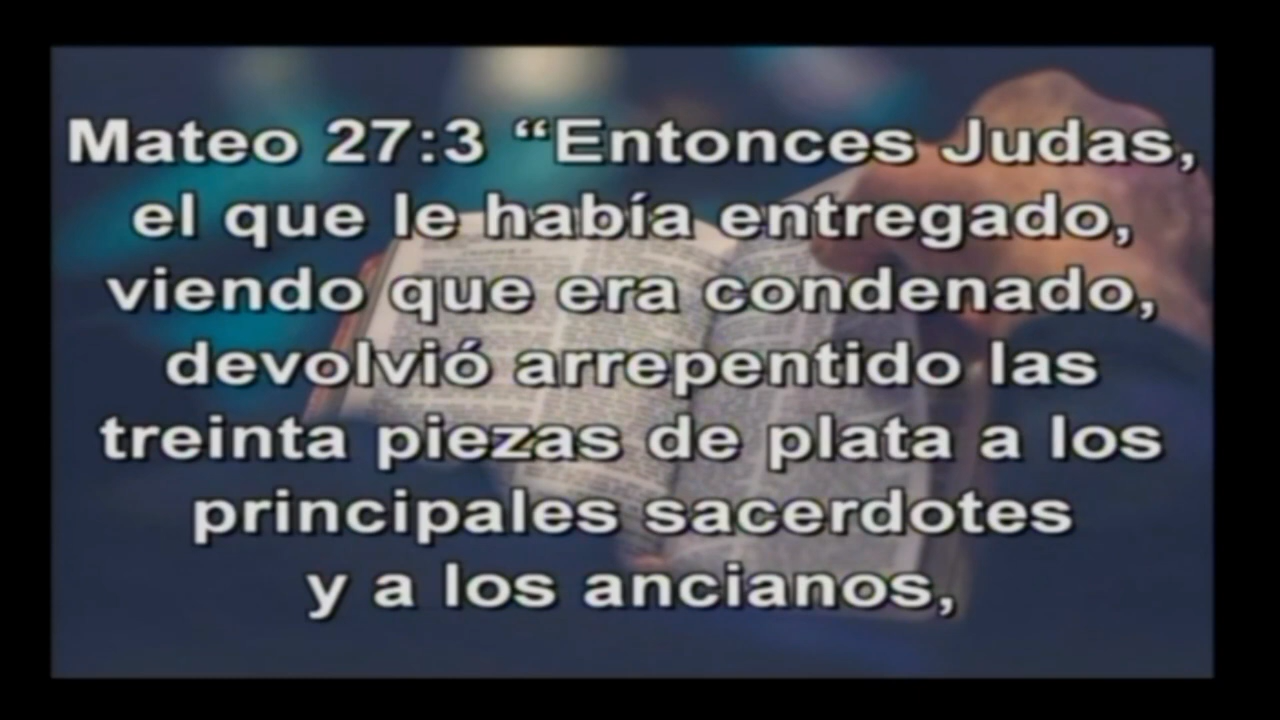 Mateo 27:3 “Entonces Judas,
el que le había entregado,
viendo que era condenado,
devolvió arrepentido las
treinta piezas de plata a los
principales sacerdotes
y a los ancianos,